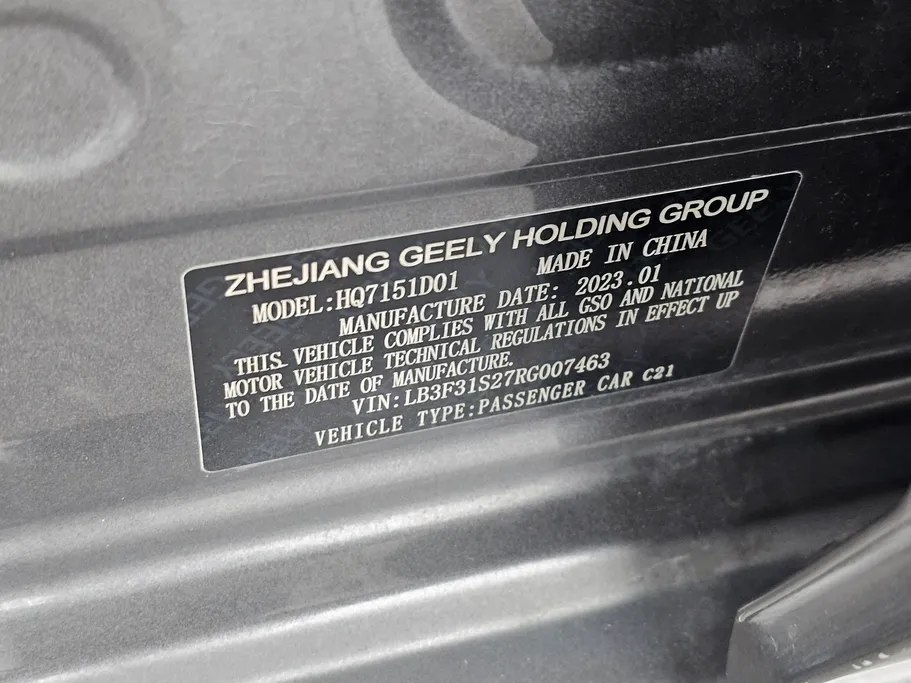 ZHEJIANG GEELY HOLDING GROUP
MODEL:HQ7151D01 MADE IN CHINA
MANUFACTURE DATE: 2023.01
THIS VEHICLE COMPLIES WITH ALL GSO AND NATIONAL
MOTOR VEHICLE TECHNICAL REGULATIONS IN EFFECT UP
TO THE DATE OF MANUFACTURE.
VIN:LB3F31S27RG007463
VEHICLE TYPE:PASSENGER CAR C21